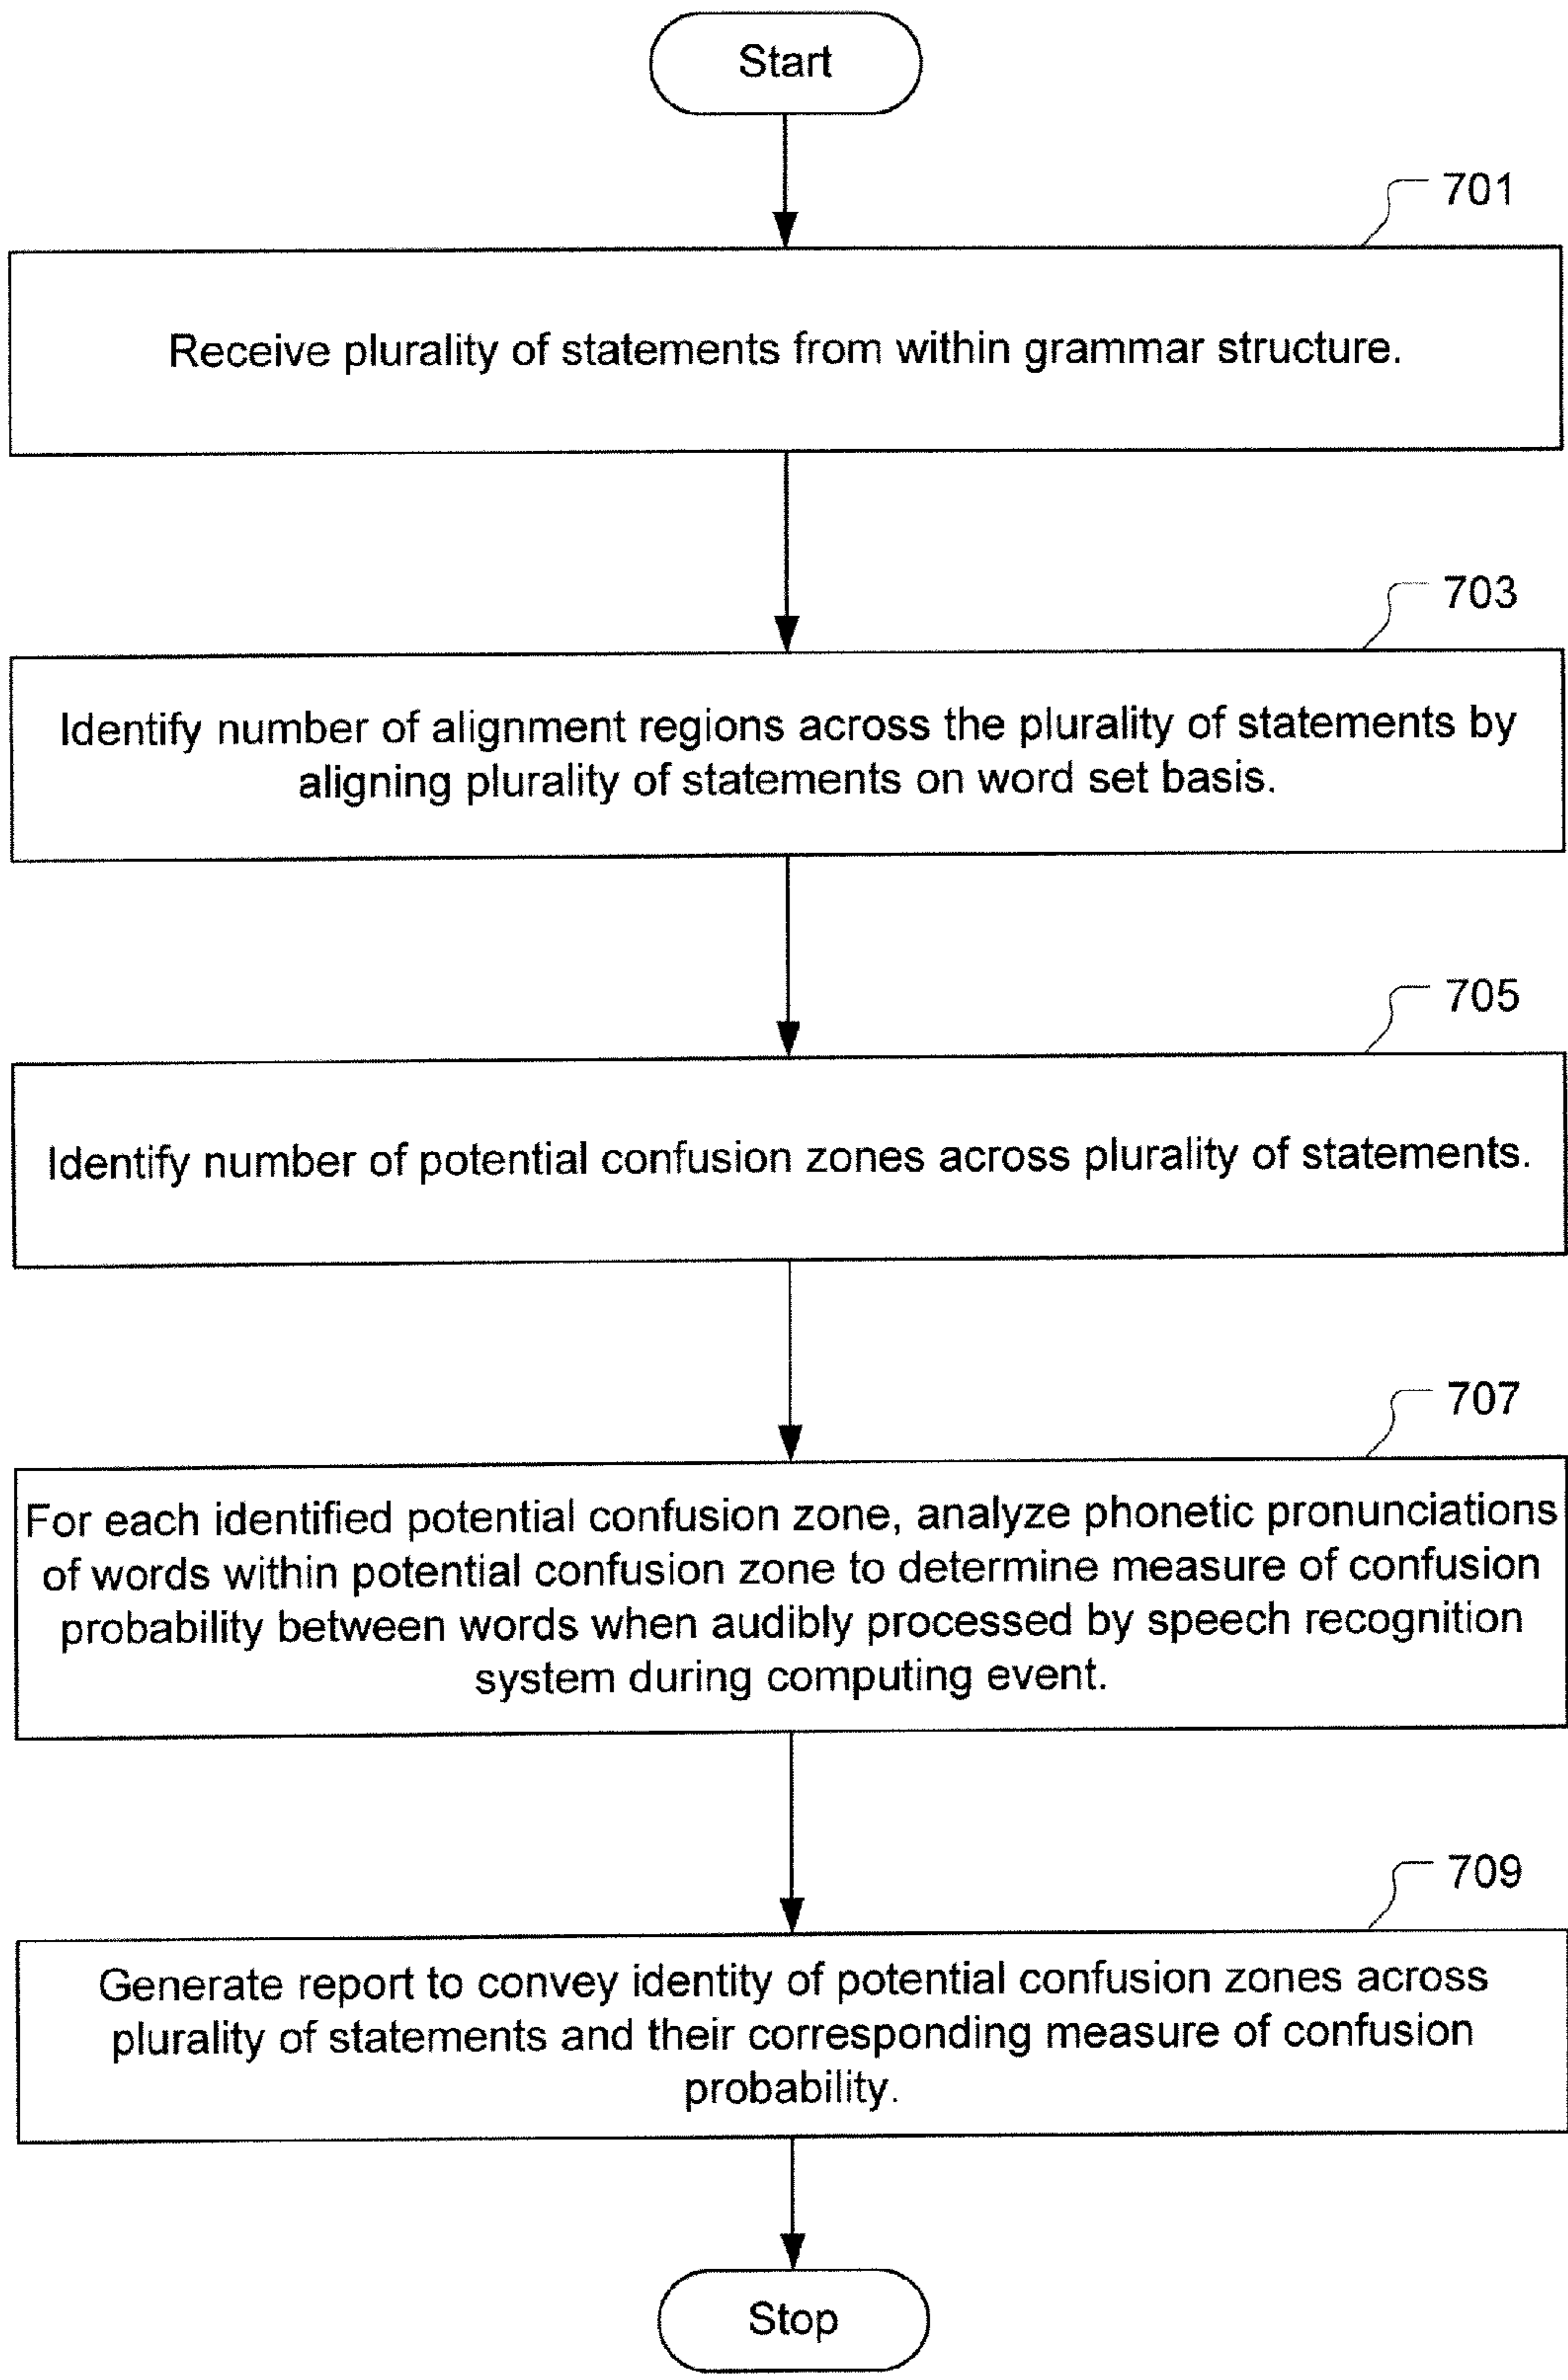 Start
701
Receive plurality of statements from within grammar structure.
703
Identify number of alignment regions across the plurality of statements by
aligning plurality of statements on word set basis.
705
Identify number of potential confusion zones across plurality of statements.
707
For each identified potential confusion zone, analyze phonetic pronunciations
of words within potential confusion zone to determine measure of confusion
probability between words when audibly processed by speech recognition
system during computing event.
709
Generate report to convey identity of potential confusion zones across
plurality of statements and their corresponding measure of confusion
probability.
Stop